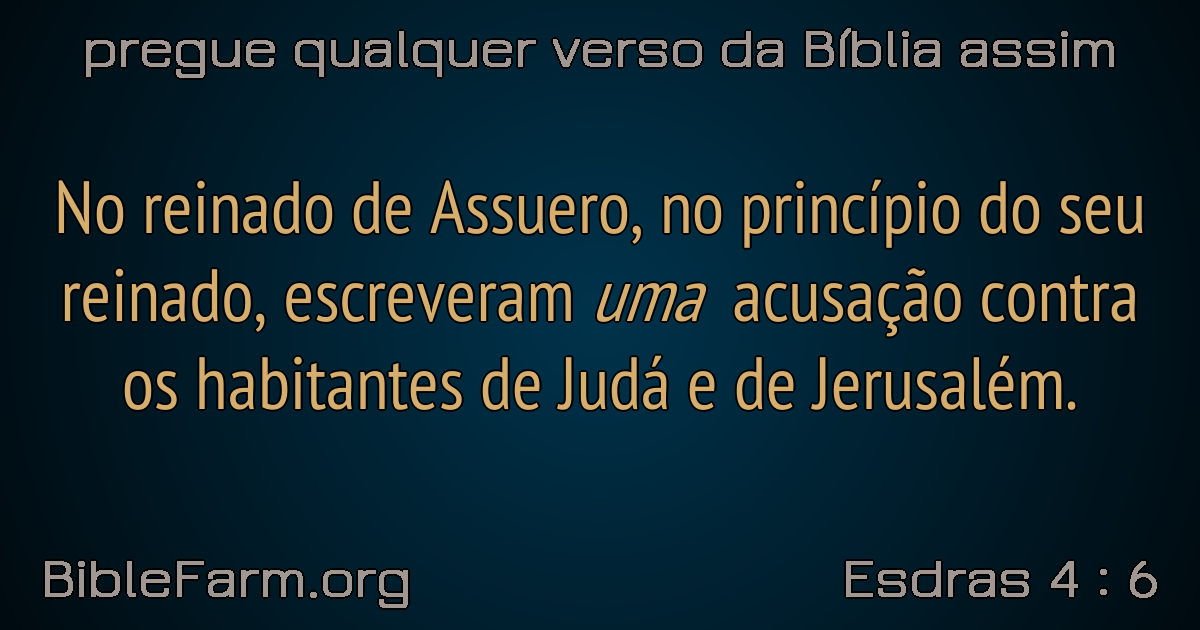 pregue qualquer verso da Bíblia assim
No reinado de Assuero, no princípio do seu
reinado, escreveram uma acusação contra
os habitantes de Judá e de Jerusalém.
BibleFarm.org
Esdras 4 : 6